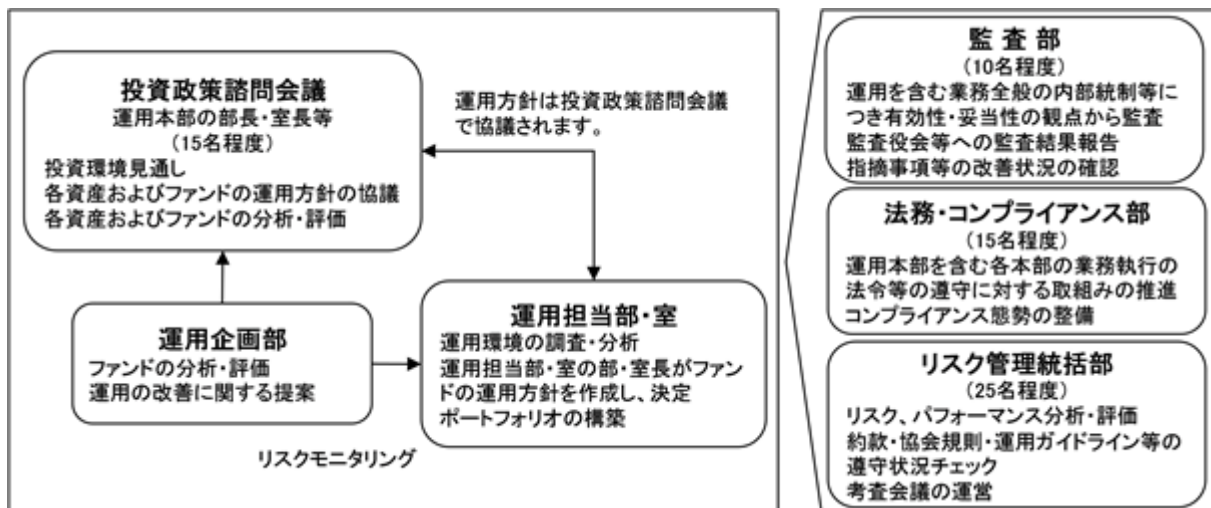 投資政策諮問会議
運用本部の部長・室長等
(15名程度)
投資環境見通し
各資産およびファンドの運用方針の協議
各資産およびファンドの分析・評価
運用方針は投資政策諮問会議
で協議されます。
運用企画部
ファンドの分析・評価
運用の改善に関する提案
運用担当部・室
運用環境の調査・分析
運用担当部・室の部・室長がファン
ドの運用方針を作成し、決定
ポートフォリオの構築
リスクモニタリング
監 査 部
(10名程度)
運用を含む業務全般の内部統制等に
つき有効性・妥当性の観点から監査
監査役会等への監査結果報告
指摘事項等の改善状況の確認
法務・コンプライアンス部
(15名程度)
運用本部を含む各本部の業務執行の
法令等の遵守に対する取組みの推進
コンプライアンス態勢の整備
リスク管理統括部
(25名程度)
リスク、パフォーマンス分析・評価
約款・協会規則・運用ガイドライン等の
遵守状況チェック
考査会議の運営